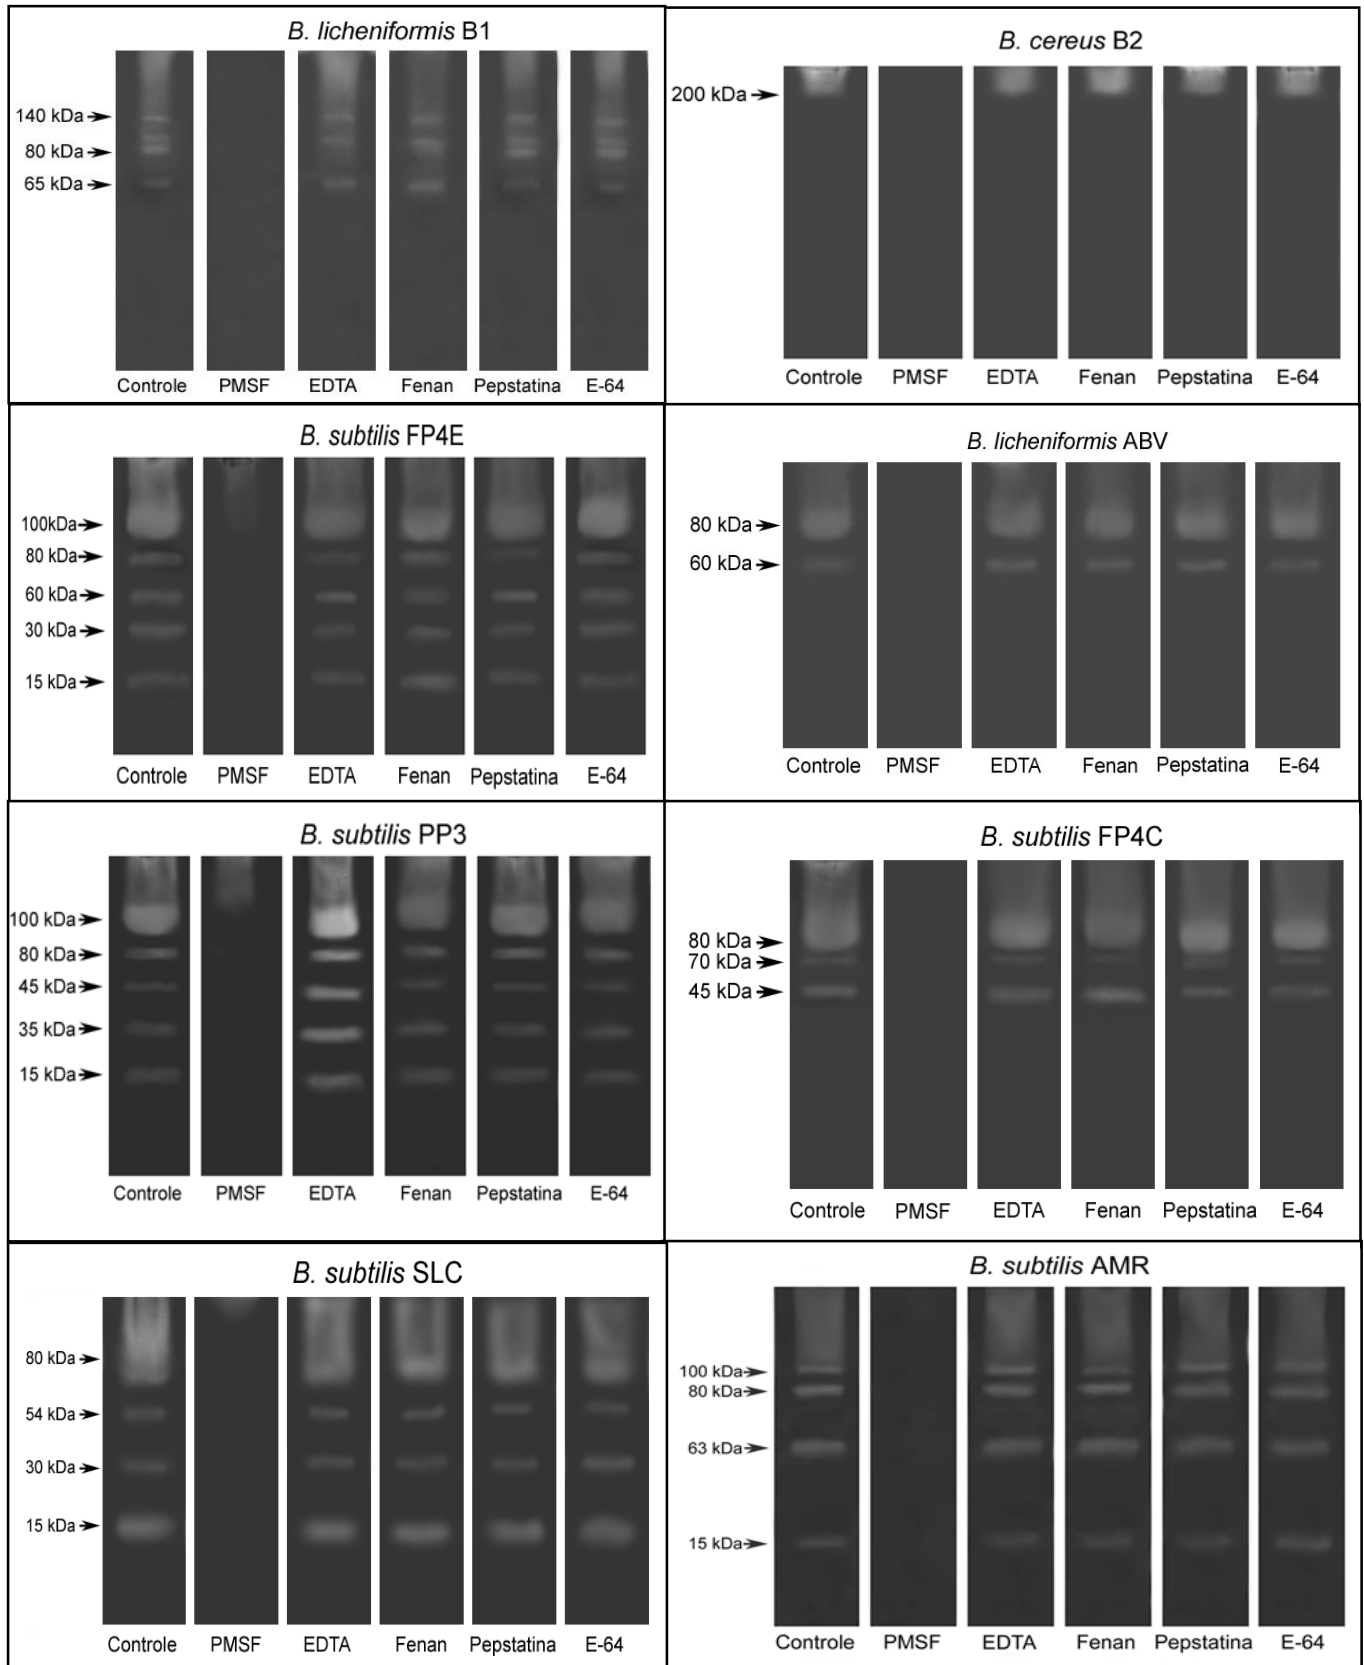 B. licheniformis B1
140 kDa
80 kDa
65 kDa
Controle PMSF EDTA Fenan Pepstatina E-64
B. cereus B2
200 kDa
Controle PMSF EDTA Fenan Pepstatina E-64
B. subtilis FP4E
100kDa
80 kDa
60 kDa
30 kDa
15 kDa
Controle PMSF EDTA Fenan Pepstatina E-64
B. licheniformis ABV
80 kDa
60 kDa
Controle PMSF EDTA Fenan Pepstatina E-64
B. subtilis PP3
100 kDa
80 kDa
45 kDa
35 kDa
15 kDa
Controle PMSF EDTA Fenan Pepstatina E-64
B. subtilis FP4C
80 kDa
70 kDa
45 kDa
Controle PMSF EDTA Fenan Pepstatina E-64
B. subtilis SLC
80 kDa
54 kDa
30 kDa
15 kDa
Controle PMSF EDTA Fenan Pepstatina E-64
B. subtilis AMR
100 kDa
80 kDa
63 kDa
15 kDa
Controle PMSF EDTA Fenan Pepstatina E-64